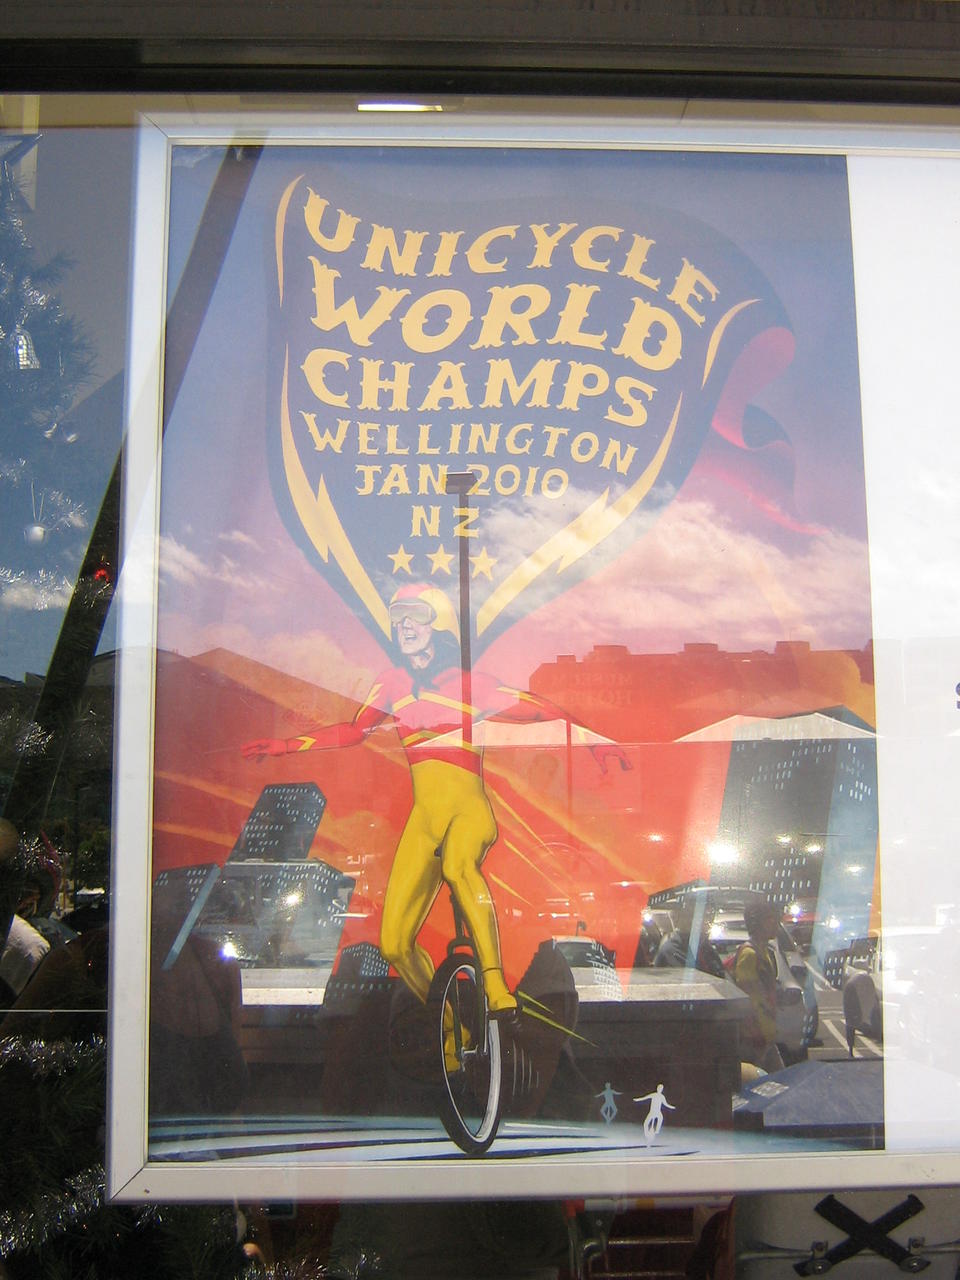 UNICYCLE
WORLD
CHAMPS
WELLINGTON
JAN 2010
NZ